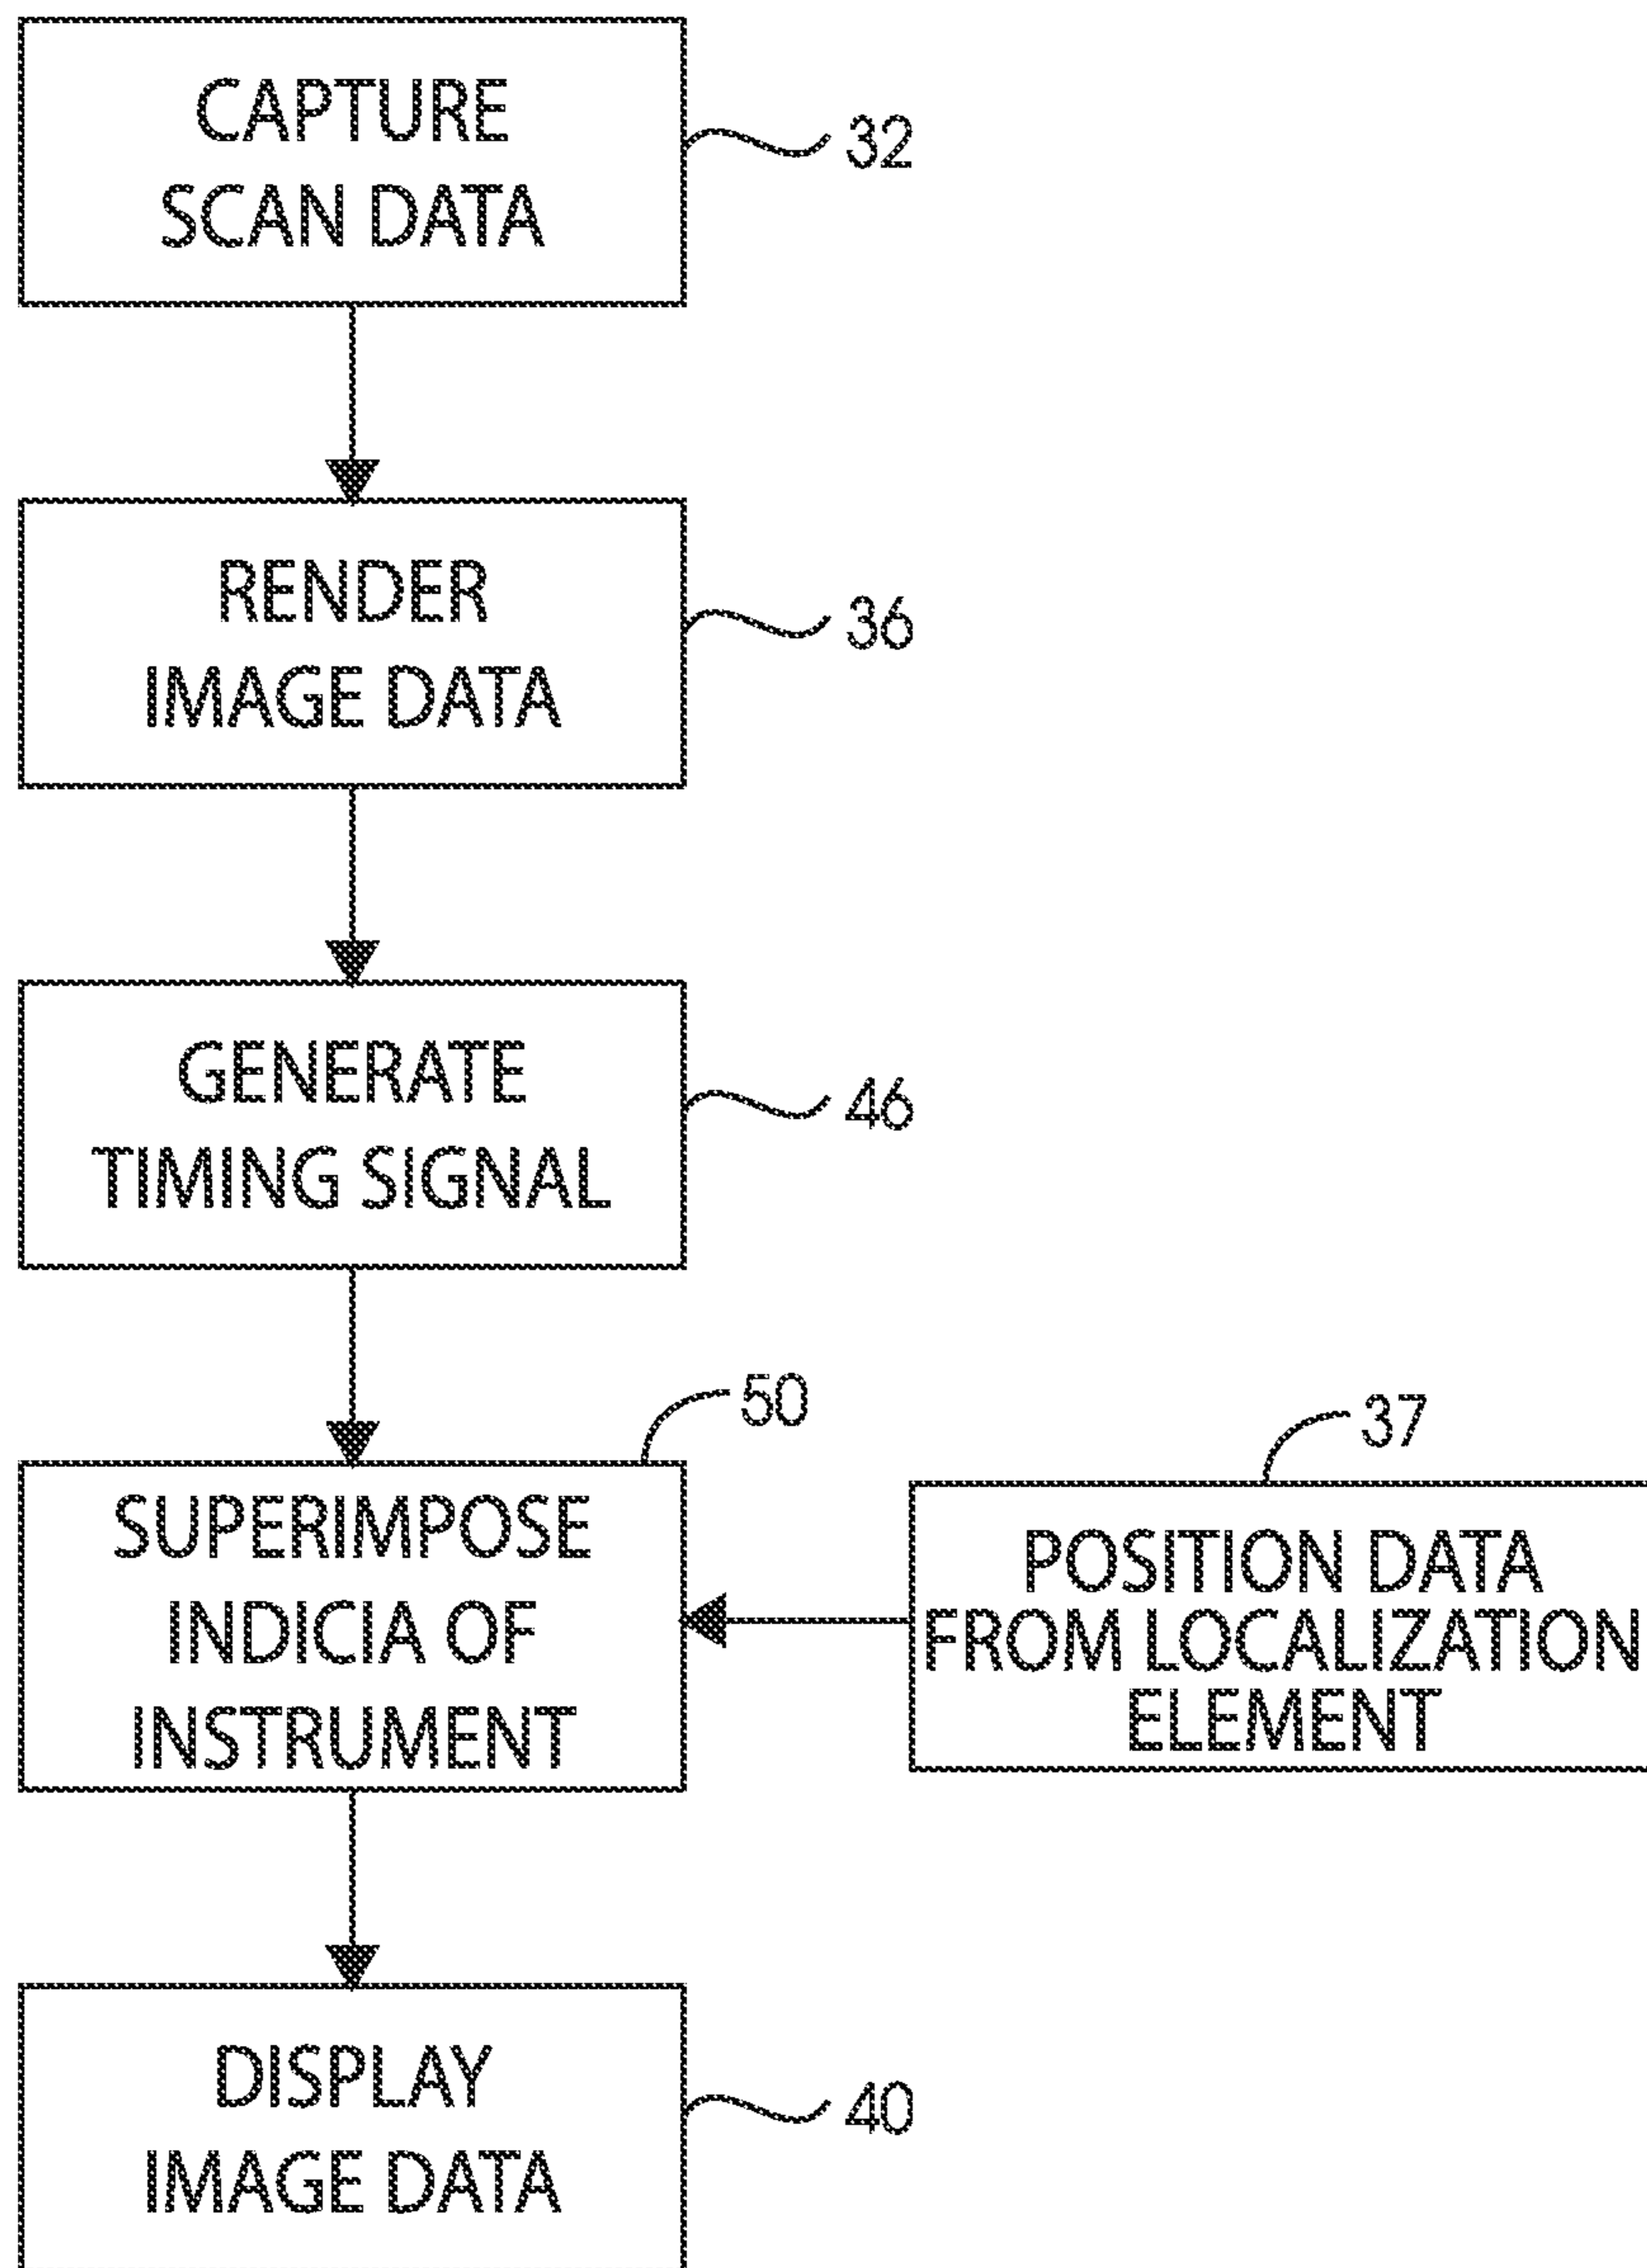 CAPTURE
SCAN DATA
32
RENDER
IMAGE DATA
36
GENERATE
TIMING SIGNAL
46
SUPERIMPOSE
INDICIA OF
INSTRUMENT
50
POSITION DATA
FROM LOCALIZATION
ELEMENT
37
DISPLAY
IMAGE DATA
40